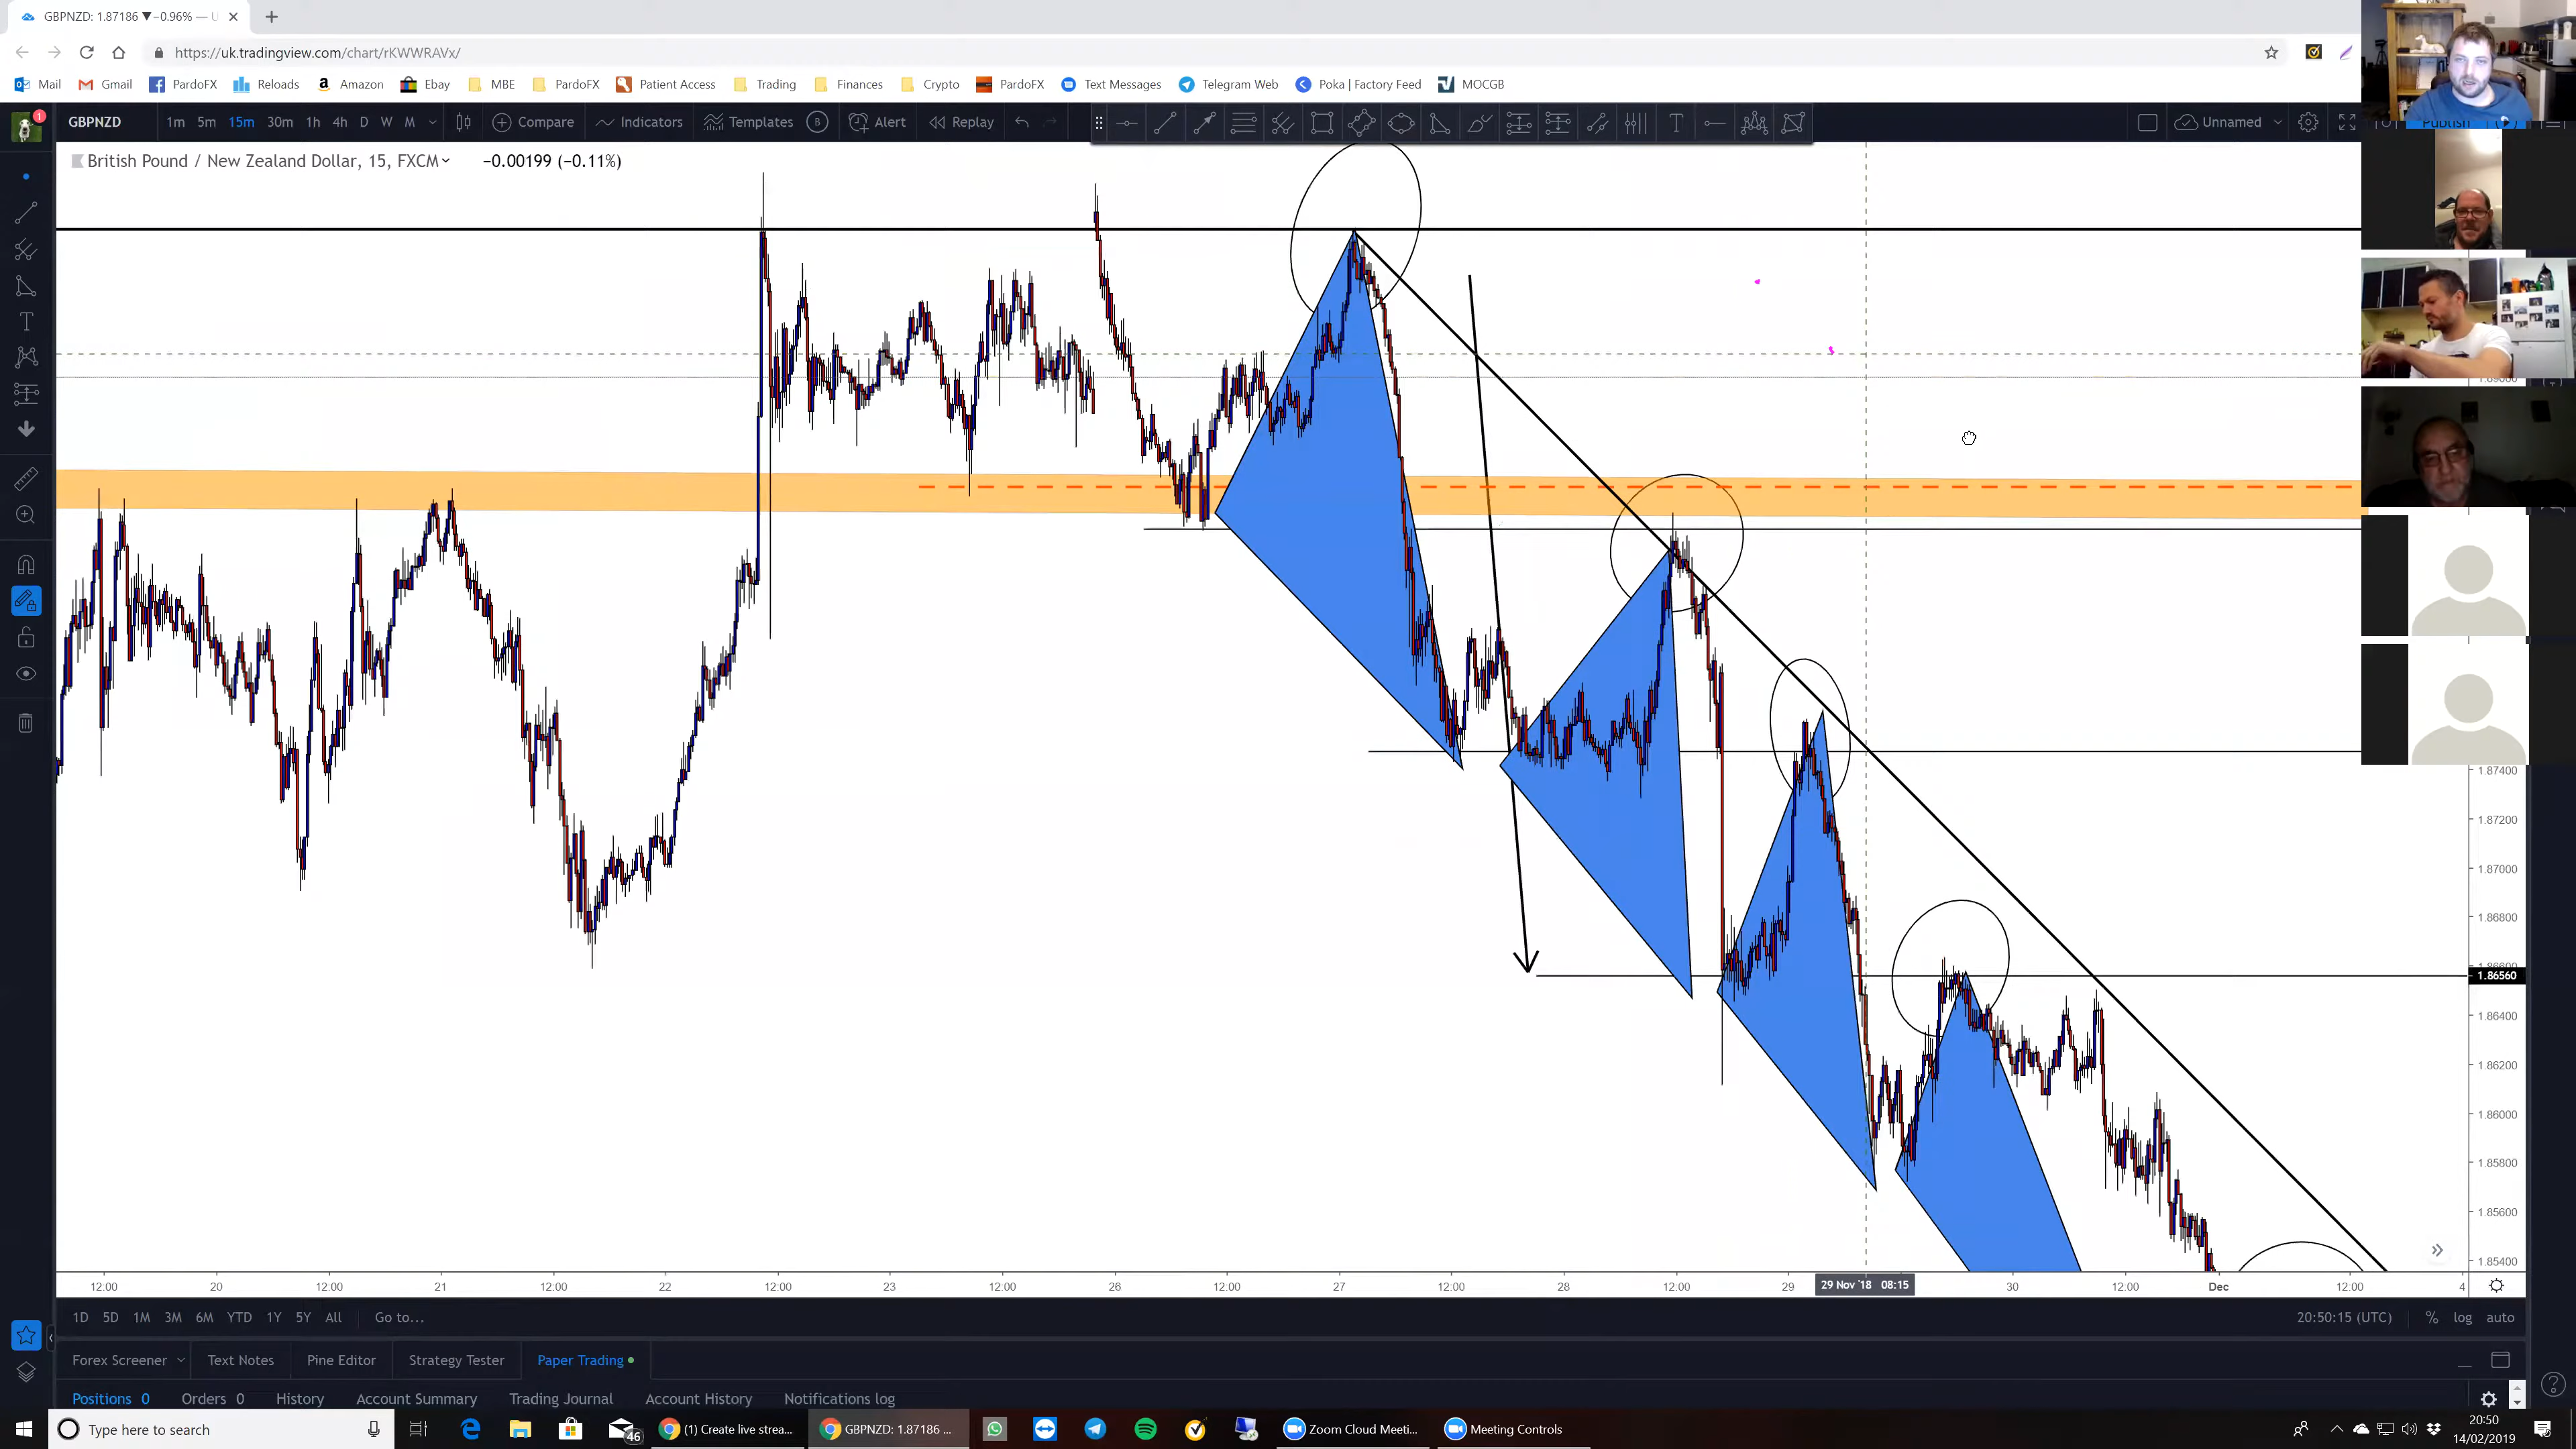 GBPNZD: 1.87186 ▼−0.96% — U
https://uk.tradingview.com/chart/rKWWRAVx/
Mail Gmail PardoFX Reloads Amazon Ebay MBE PardoFX Patient Access Trading Finances Crypto PardoFX Text Messages Telegram Web Poka | Factory Feed MOCGB
1 GBPNZD 1m 5m 15m 30m 1h 4h D W M Compare Indicators Templates B Alert Replay Unnamed Publish
British Pound / New Zealand Dollar, 15, FXCM −0.00199 (−0.11%)
1.87400
1.87200
1.87000
1.86800
1.86560
1.86400
1.86200
1.86000
1.85800
1.85600
1.85400
12:00 20 12:00 21 12:00 22 12:00 23 12:00 26 12:00 27 12:00 28 12:00 29 29 Nov '18 08:15 30 12:00 Dec 12:00 4
1D 5D 1M 3M 6M YTD 1Y 5Y All Go to... 20:50:15 (UTC) % log auto
Forex Screener Text Notes Pine Editor Strategy Tester Paper Trading
Positions 0 Orders 0 History Account Summary Trading Journal Account History Notifications log
Type here to search 46 (1) Create live strea... GBPNZD: 1.87186 ... Zoom Cloud Meeti... Meeting Controls 20:50
14/02/2019